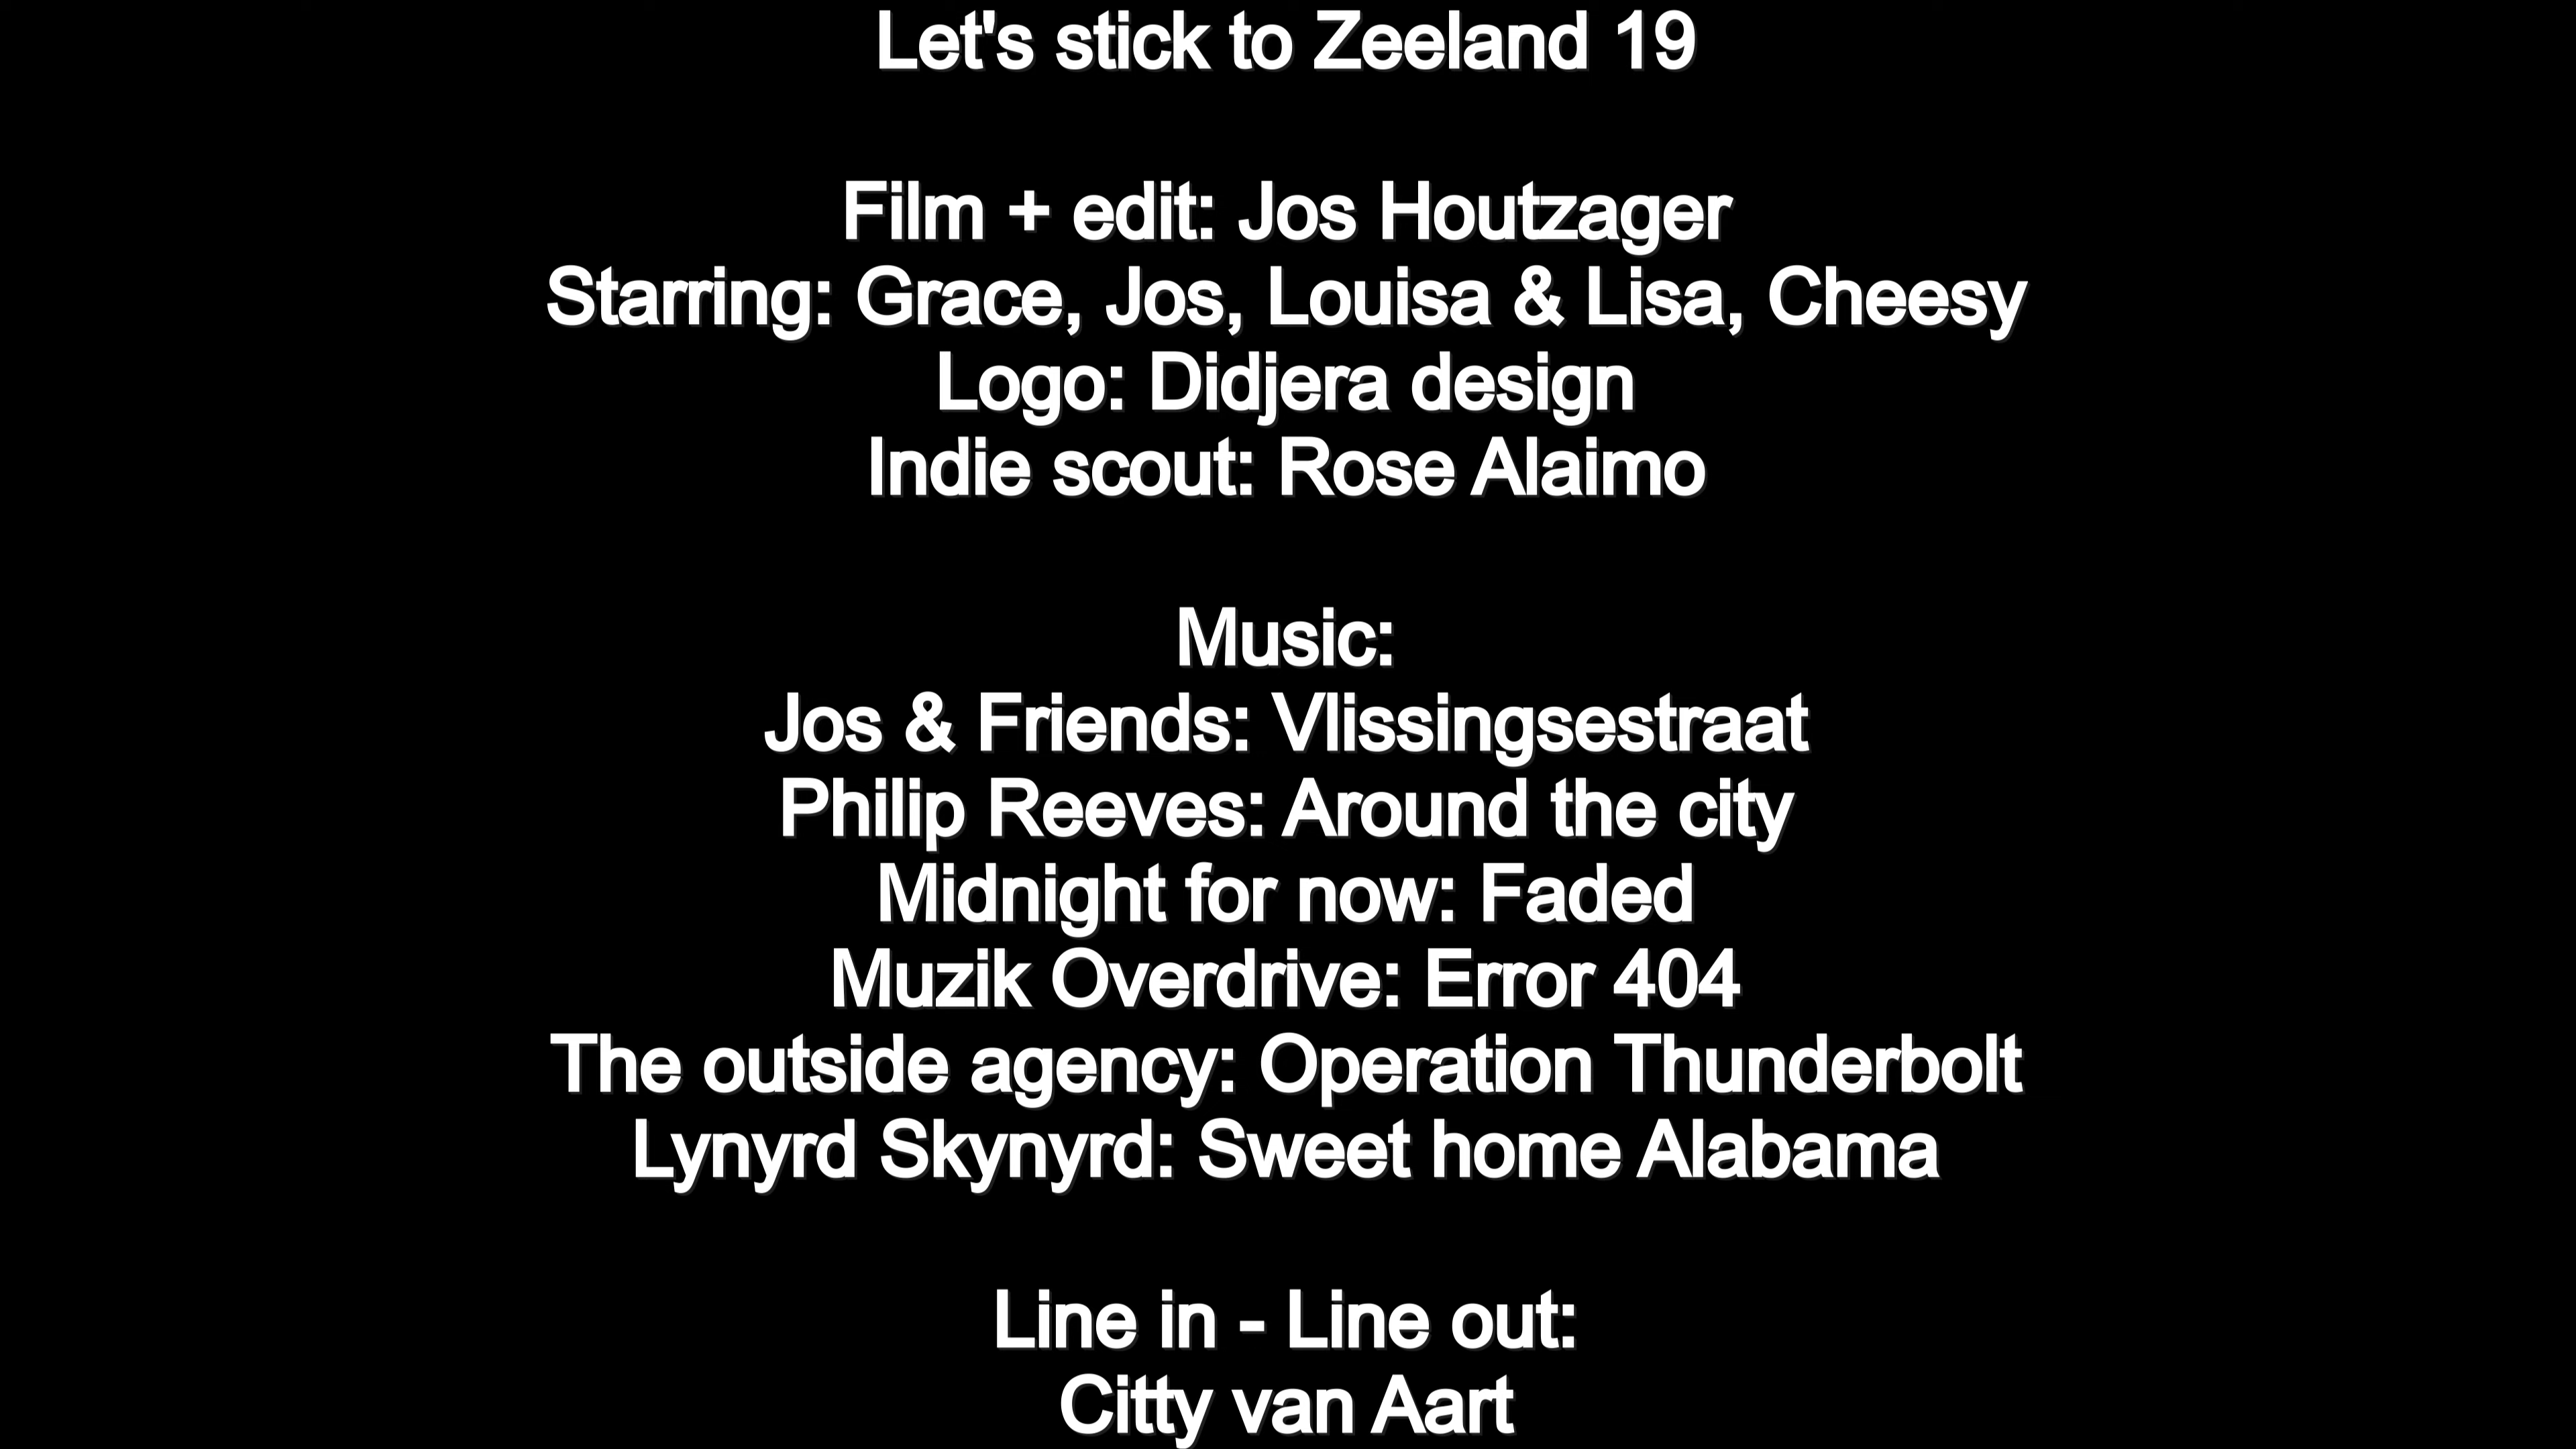 Let's stick to Zeeland 19
Film + edit: Jos Houtzager
Starring: Grace, Jos, Louisa & Lisa, Cheesy
Logo: Didjera design
Indie scout: Rose Alaimo
Music:
Jos & Friends: Vlissingsestraat
Philip Reeves: Around the city
Midnight for now: Faded
Muzik Overdrive: Error 404
The outside agency: Operation Thunderbolt
Lynyrd Skynyrd: Sweet home Alabama
Line in - Line out:
Citty van Aart